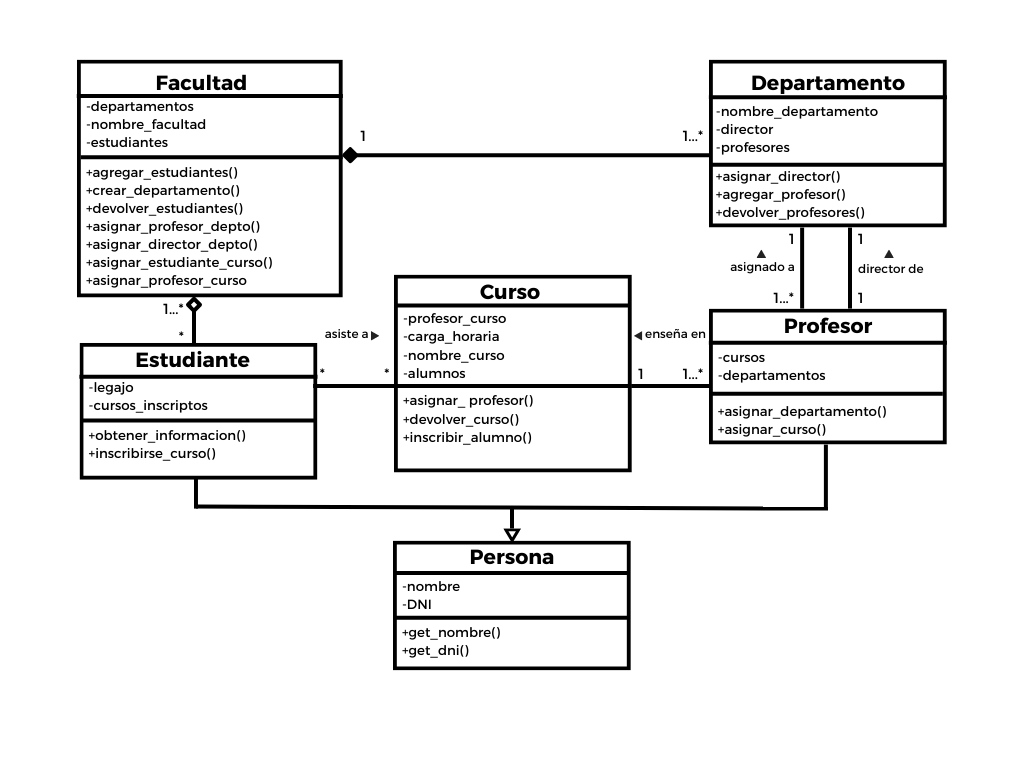 Facultad
-departamentos
-nombre_facultad
-estudiantes
+agregar_estudiantes()
+crear_departamento()
+devolver_estudiantes()
+asignar_profesor_depto()
+asignar_director_depto()
+asignar_estudiante_curso()
+asignar_profesor_curso
1
1...*
Departamento
-nombre_departamento
-director
-profesores
+asignar_director()
+agregar_profesor()
+devolver_profesores()
1
1
asignado a
director de
1...*
1
1...*
*
Estudiante
-legajo
-cursos_inscriptos
+obtener_informacion()
+inscribirse_curso()
asiste a
*
*
Curso
-profesor_curso
-carga_horaria
-nombre_curso
-alumnos
+asignar_ profesor()
+devolver_curso()
+inscribir_alumno()
enseña en
1
1...*
Profesor
-cursos
-departamentos
+asignar_departamento()
+asignar_curso()
Persona
-nombre
-DNI
+get_nombre()
+get_dni()